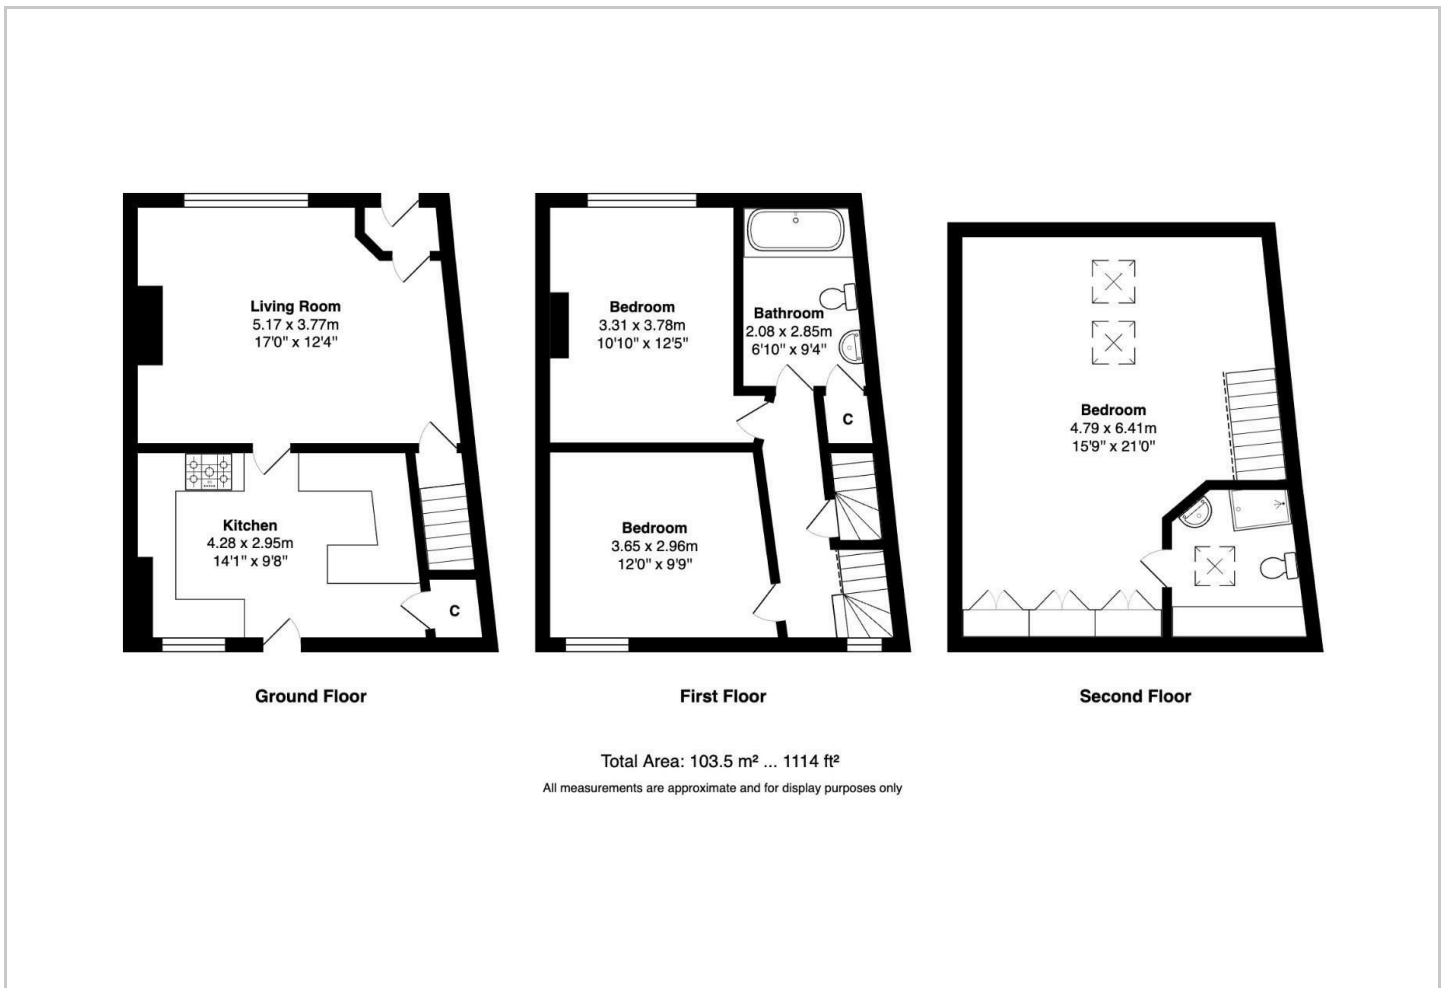 Living Room
5.17 x 3.77m
17'0" x 12'4"
Kitchen
4.28 x 2.95m
14'1" x 9'8"
C
Ground Floor
Bedroom
3.31 x 3.78m
10'10" x 12'5"
Bathroom
2.08 x 2.85m
6'10" x 9'4"
C
Bedroom
3.65 x 2.96m
12'0" x 9'9"
First Floor
Bedroom
4.79 x 6.41m
15'9" x 21'0"
Second Floor
Total Area: 103.5 m² ... 1114 ft²
All measurements are approximate and for display purposes only